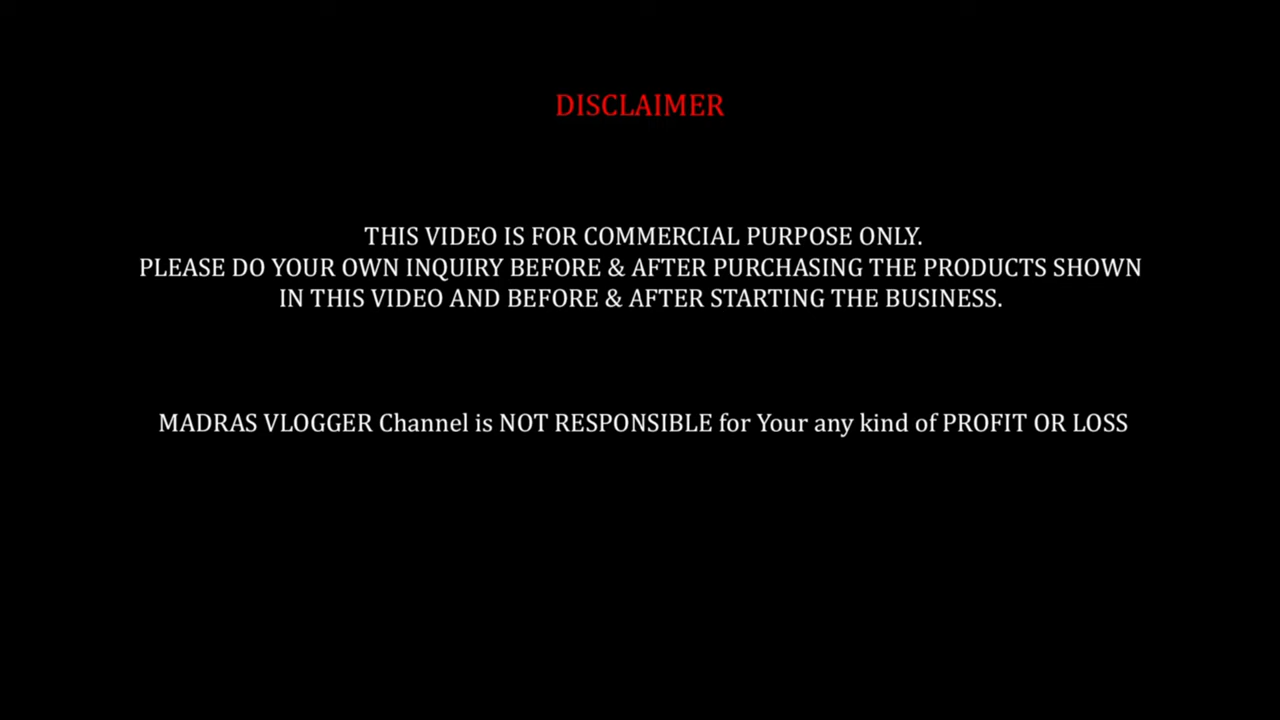 DISCLAIMER
THIS VIDEO IS FOR COMMERCIAL PURPOSE ONLY.
PLEASE DO YOUR OWN INQUIRY BEFORE & AFTER PURCHASING THE PRODUCTS SHOWN
IN THIS VIDEO AND BEFORE & AFTER STARTING THE BUSINESS.
MADRAS VLOGGER Channel is NOT RESPONSIBLE for Your any kind of PROFIT OR LOSS